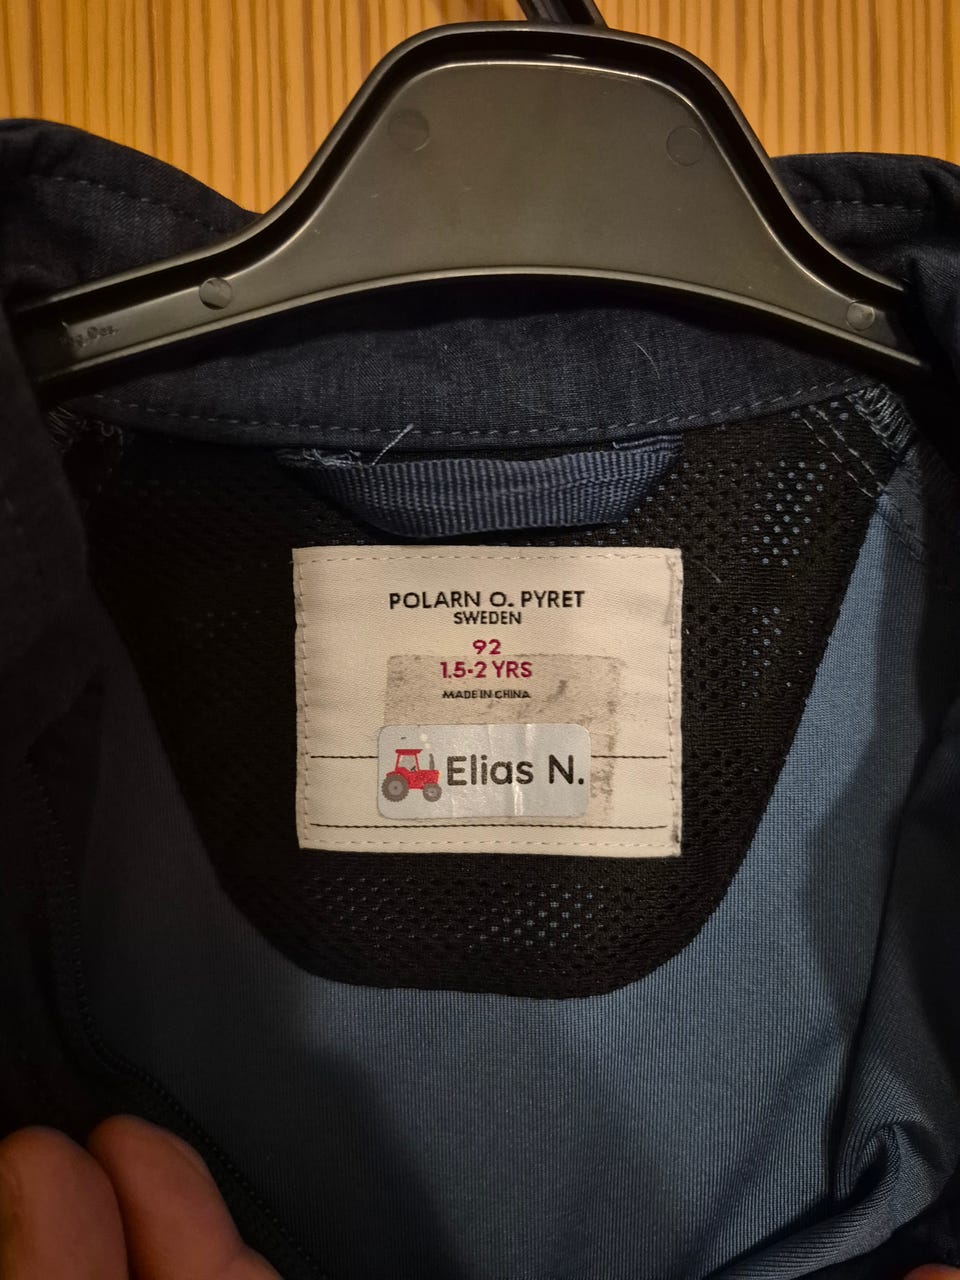 POLARN O. PYRET
SWEDEN
92
1.5-2 YRS
MADE IN CHINA
Elias N.